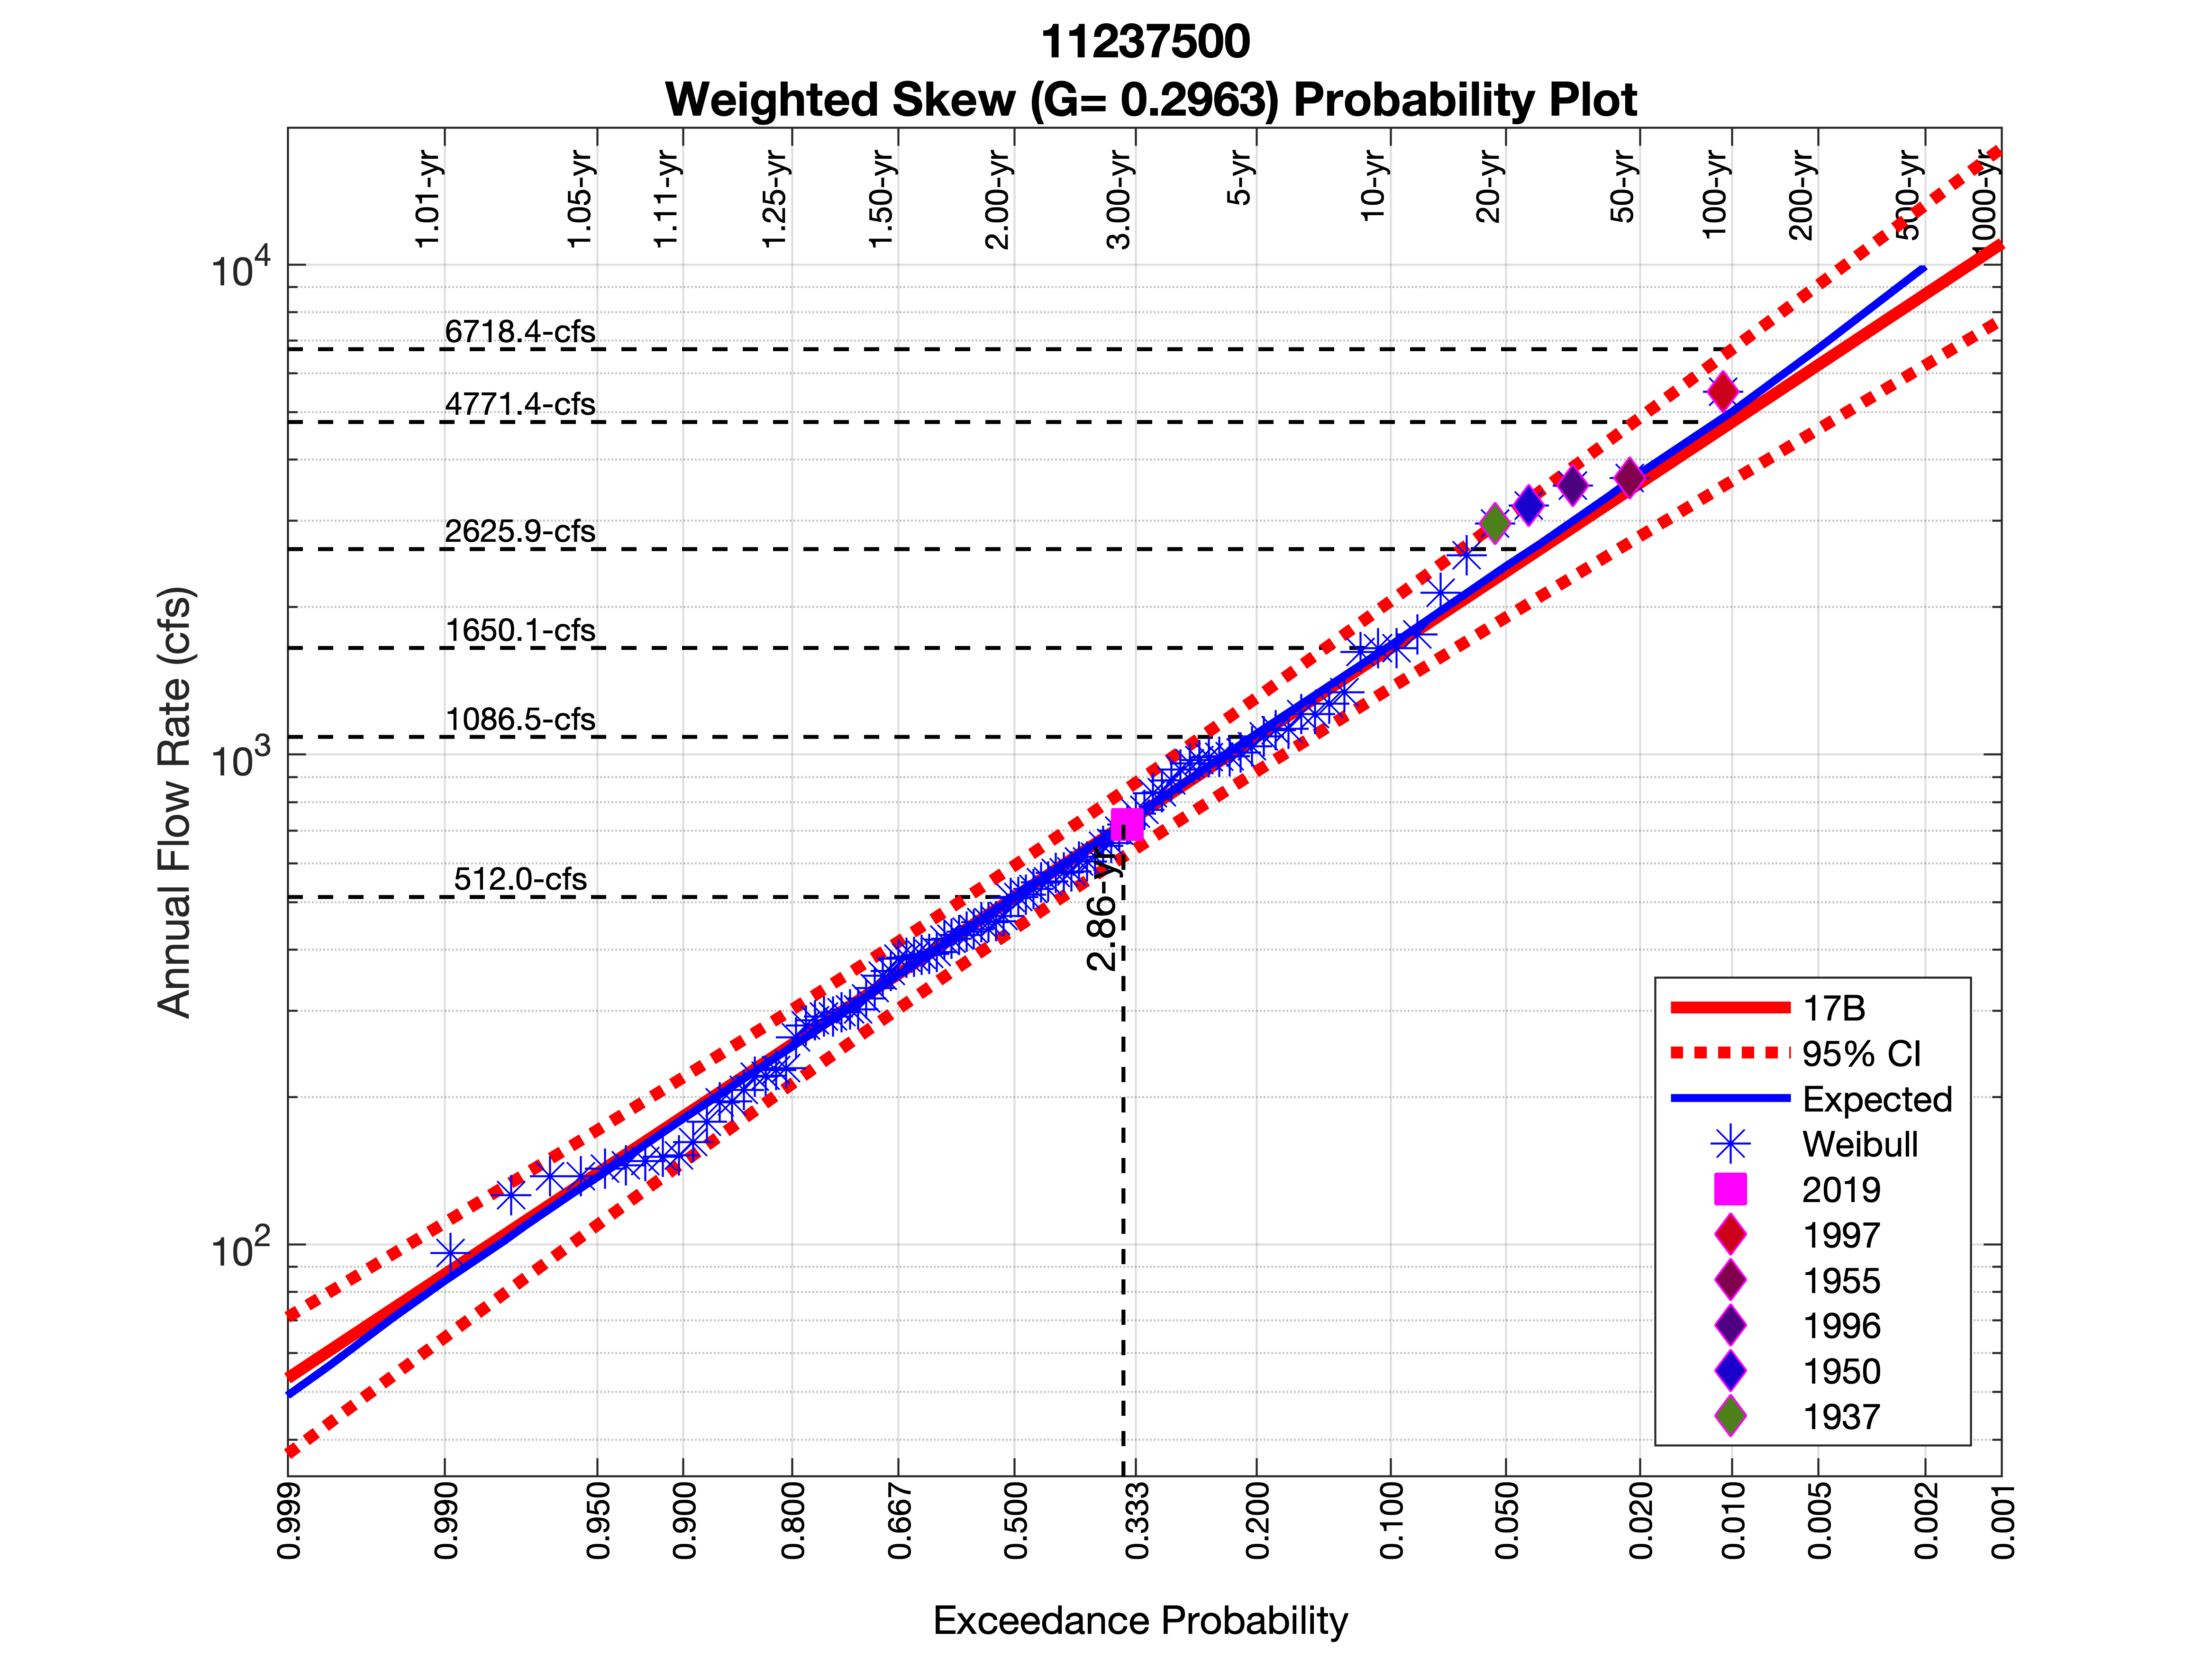 11237500
Weighted Skew (G= 0.2963) Probability Plot
1.01-yr
1.05-yr
1.11-yr
1.25-yr
1.50-yr
2.00-yr
3.00-yr
5-yr
10-yr
20-yr
50-yr
100-yr
200-yr
500-yr
1000-yr
10^4
10^3
10^2
Annual Flow Rate (cfs)
6718.4-cfs
4771.4-cfs
2625.9-cfs
1650.1-cfs
1086.5-cfs
512.0-cfs
2.86-yr
17B
95% CI
Expected
Weibull
2019
1997
1955
1996
1950
1937
0.999
0.990
0.950
0.900
0.800
0.667
0.500
0.333
0.200
0.100
0.050
0.020
0.010
0.005
0.002
0.001
Exceedance Probability